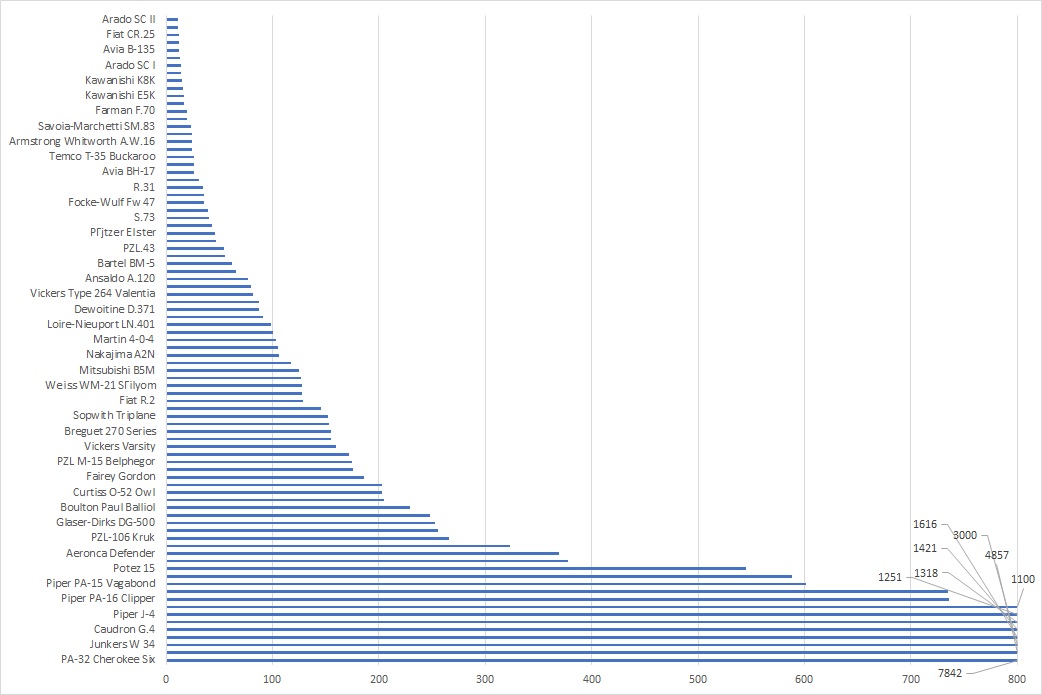 Arado SC II
Fiat CR.25
Avia B-135
Arado SC I
Kawanishi K8K
Kawanishi E5K
Farman F.70
Savoia-Marchetti SM.83
Armstrong Whitworth A.W.16
Temco T-35 Buckaroo
Avia BH-17
R.31
Focke-Wulf Fw 47
S.73
PГјtzer Elster
PZL.43
Bartel BM-5
Ansaldo A.120
Vickers Type 264 Valentia
Dewoitine D.371
Loire-Nieuport LN.401
Martin 4-0-4
Nakajima A2N
Mitsubishi B5M
Weiss WM-21 SГіlyom
Fiat R.2
Sopwith Triplane
Breguet 270 Series
Vickers Varsity
PZL M-15 Belphegor
Fairey Gordon
Curtiss O-52 Owl
Boulton Paul Balliol
Glaser-Dirks DG-500
PZL-106 Kruk
Aeronca Defender
Potez 15
Piper PA-15 Vagabond
Piper PA-16 Clipper
Piper J-4
Caudron G.4
Junkers W 34
PA-32 Cherokee Six
1616
3000
1421
4857
1251
1318
1100
7842
0 100 200 300 400 500 600 700 800